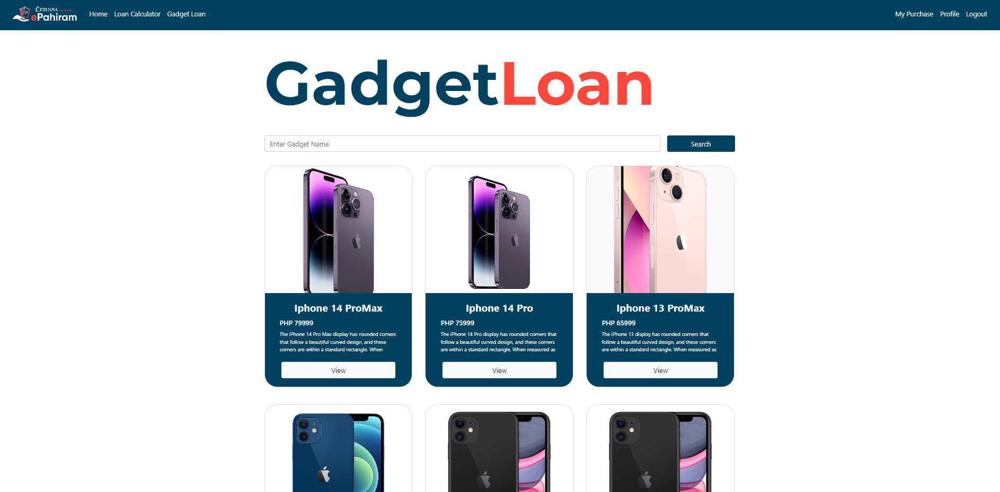 CEBUANA LHUILLIER
ePahiram
Home Loan Calculator Gadget Loan
My Purchase Profile Logout
GadgetLoan
Enter Gadget Name
Search
Iphone 14 ProMax
PHP 79999
The iPhone 14 Pro Max display has rounded corners
that follow a beautiful curved design, and these
corners are within a standard rectangle. When
View
Iphone 14 Pro
PHP 75999
The iPhone 14 Pro display has rounded corners that
follow a beautiful curved design, and these corners
are within a standard rectangle. When measured as
View
Iphone 13 ProMax
PHP 65999
The iPhone 13 display has rounded corners that
follow a beautiful curved design, and these corners
are within a standard rectangle. When measured as
View